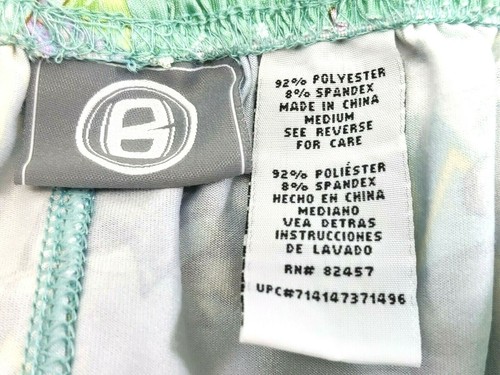 92% POLYESTER
8% SPANDEX
MADE IN CHINA
MEDIUM
SEE REVERSE
FOR CARE
92% POLIÉSTER
8% SPANDEX
HECHO EN CHINA
MEDIANO
VEA DETRAS
INSTRUCCIONES
DE LAVADO
RN# 82457
UPC#714147371496